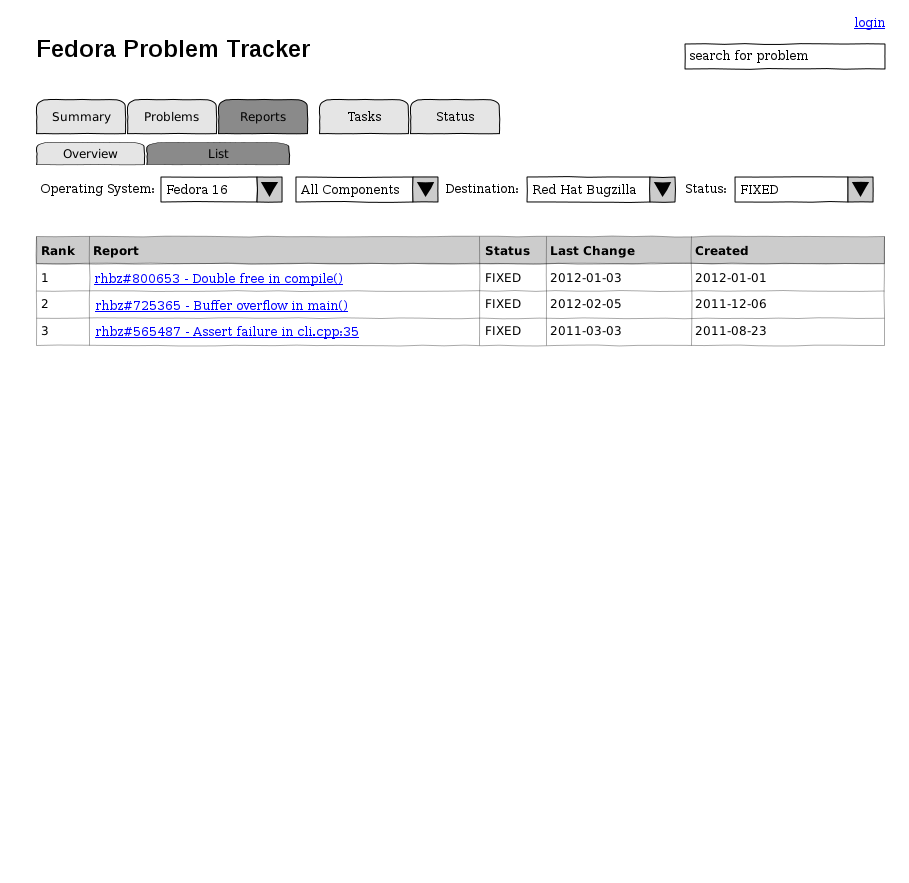 login
Fedora Problem Tracker
search for problem
Summary Problems Reports Tasks Status
Overview List
Operating System: Fedora 16 All Components Destination: Red Hat Bugzilla Status: FIXED
Rank Report Status Last Change Created
1 rhbz#800653 - Double free in compile() FIXED 2012-01-03 2012-01-01
2 rhbz#725365 - Buffer overflow in main() FIXED 2012-02-05 2011-12-06
3 rhbz#565487 - Assert failure in cli.cpp:35 FIXED 2011-03-03 2011-08-23